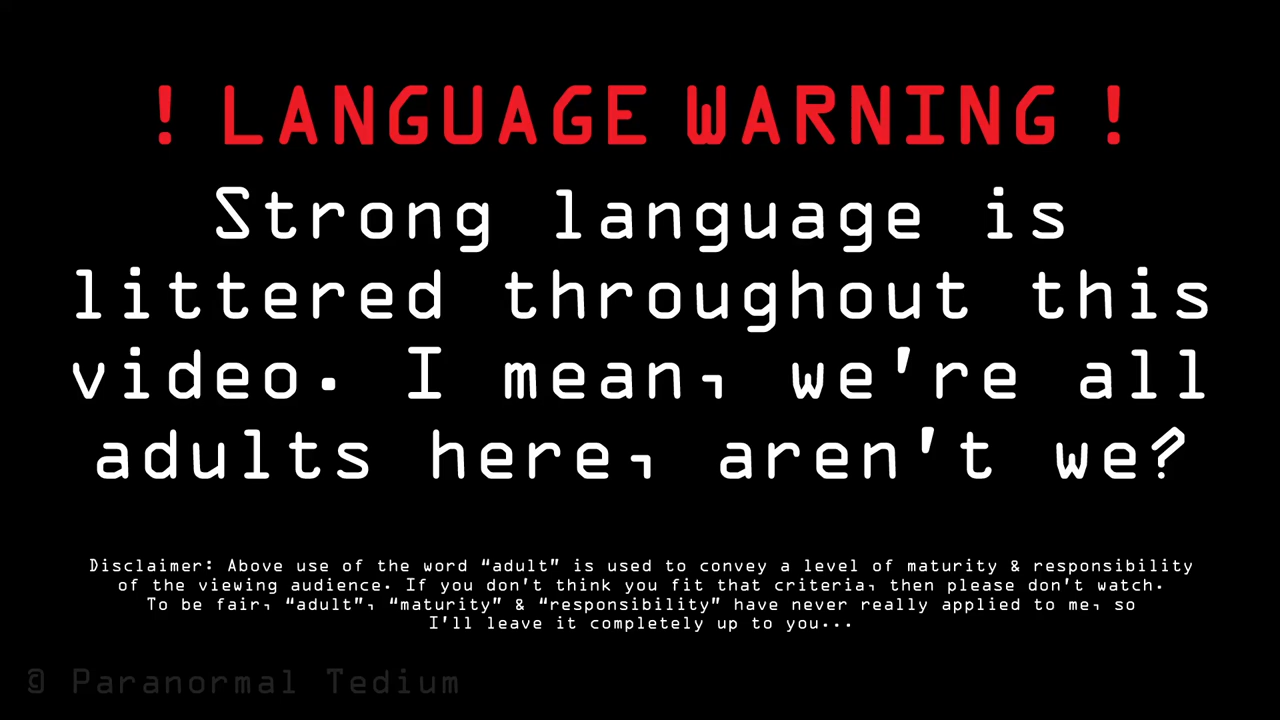 ! LANGUAGE WARNING !
Strong language is
littered throughout this
video. I mean, we're all
adults here, aren't we?
Disclaimer: Above use of the word “adult” is used to convey a level of maturity & responsibility
of the viewing audience. If you don't think you fit that criteria, then please don't watch.
To be fair, “adult”, “maturity” & “responsibility” have never really applied to me, so
I'll leave it completely up to you...
© Paranormal Tedium